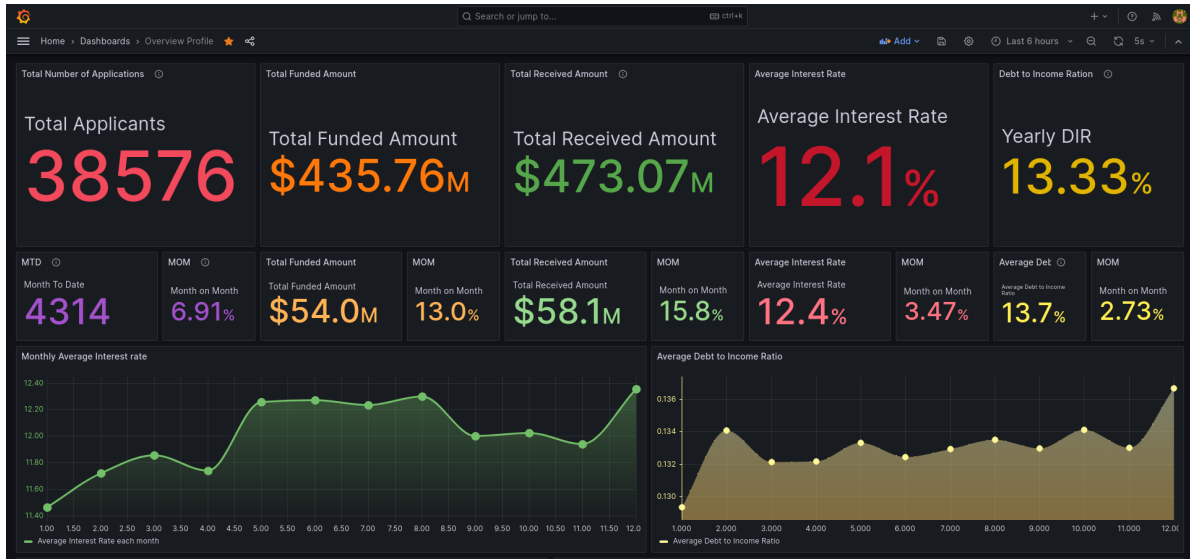 Search or jump to...
ctrl+k
Home › Dashboards › Overview Profile
Add
Last 6 hours
5s
Total Number of Applications
Total Applicants
38576
Total Funded Amount
Total Funded Amount
$435.76M
Total Received Amount
Total Received Amount
$473.07M
Average Interest Rate
Average Interest Rate
12.1%
Debt to Income Ration
Yearly DIR
13.33%
MTD
Month To Date
4314
MOM
Month on Month
6.91%
Total Funded Amount
Total Funded Amount
$54.0M
MOM
Month on Month
13.0%
Total Received Amount
Total Received Amount
$58.1M
MOM
Month on Month
15.8%
Average Interest Rate
Average Interest Rate
12.4%
MOM
Month on Month
3.47%
Average Det
Average Debt to Income
Ratio
13.7%
MOM
Month on Month
2.73%
Monthly Average Interest rate
12.40
12.20
12.00
11.80
11.60
11.40
1.00 1.50 2.00 2.50 3.00 3.50 4.00 4.50 5.00 5.50 6.00 6.50 7.00 7.50 8.00 8.50 9.00 9.50 10.00 10.50 11.00 11.50 12.0
Average Interest Rate each month
Average Debt to Income Ratio
0.136
0.134
0.132
0.130
1.000 2.000 3.000 4.000 5.000 6.000 7.000 8.000 9.000 10.000 11.000 12.00
Average Debt to Income Ratio